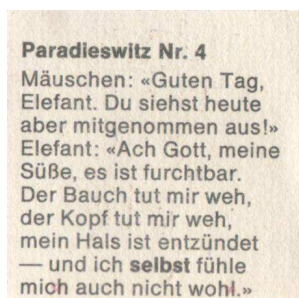 Paradieswitz Nr. 4
Mäuschen: «Guten Tag,
Elefant. Du siehst heute
aber mitgenommen aus!»
Elefant: «Ach Gott, meine
Süße, es ist furchtbar.
Der Bauch tut mir weh,
der Kopf tut mir weh,
mein Hals ist entzündet
— und ich selbst fühle
mich auch nicht wohl.»